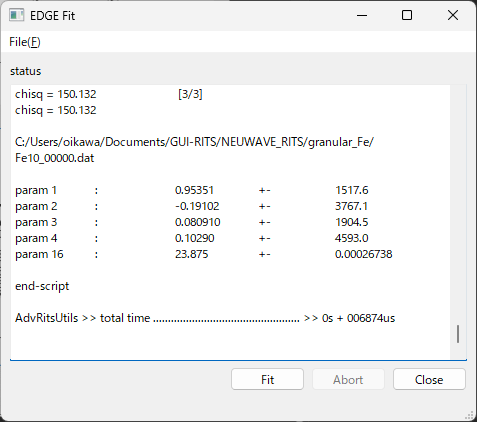 EDGE Fit
File(F)
status
chisq = 150.132 [3/3]
chisq = 150.132
C:/Users/oikawa/Documents/GUI-RITS/NEUWAVE_RITS/granular_Fe/
Fe10_00000.dat
param 1 : 0.95351 +- 1517.6
param 2 : -0.19102 +- 3767.1
param 3 : 0.080910 +- 1904.5
param 4 : 0.10290 +- 4593.0
param 16 : 23.875 +- 0.00026738
end-script
AdvRitsUtils >> total time ................................................. >> 0s + 006874us
Fit Abort Close